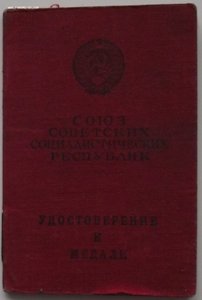 СОЮЗ
СОВЕТСКИХ
СОЦИАЛИСТИЧЕСКИХ
РЕСПУБЛИК
УДОСТОВЕРЕНИЕ
К
МЕДАЛИ